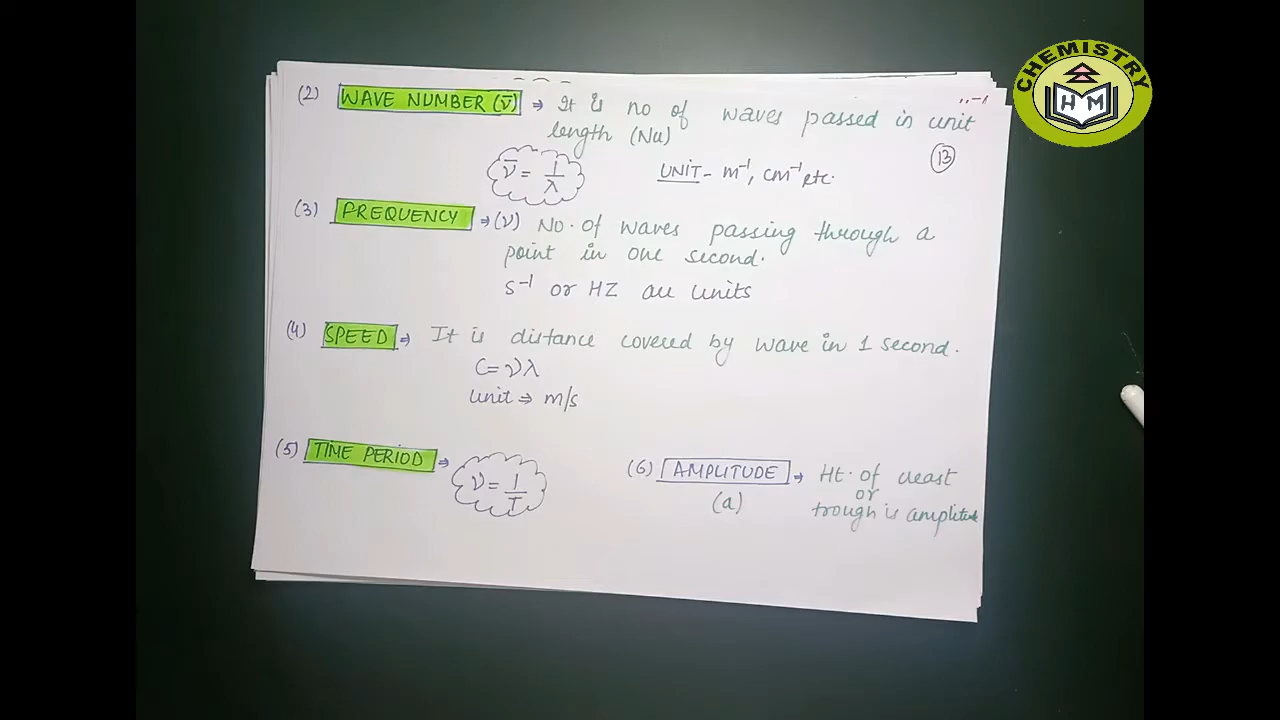 CHEMISTRY
HM
(2) WAVE NUMBER (ν̅) ⇒ It is no of waves passed in unit
length (Nu)
13
ν̅ = 1/λ
UNIT - m⁻¹, cm⁻¹ etc.
(3) FREQUENCY ⇒ (ν) No. of waves passing through a
point in one second.
S⁻¹ or HZ are units
(4) SPEED ⇒ It is distance covered by wave in 1 second.
C = νλ
unit ⇒ m/s
(5) TIME PERIOD ⇒ ν = 1/T
(6) AMPLITUDE ⇒ Ht. of creast
(a) or
trough is amplitude